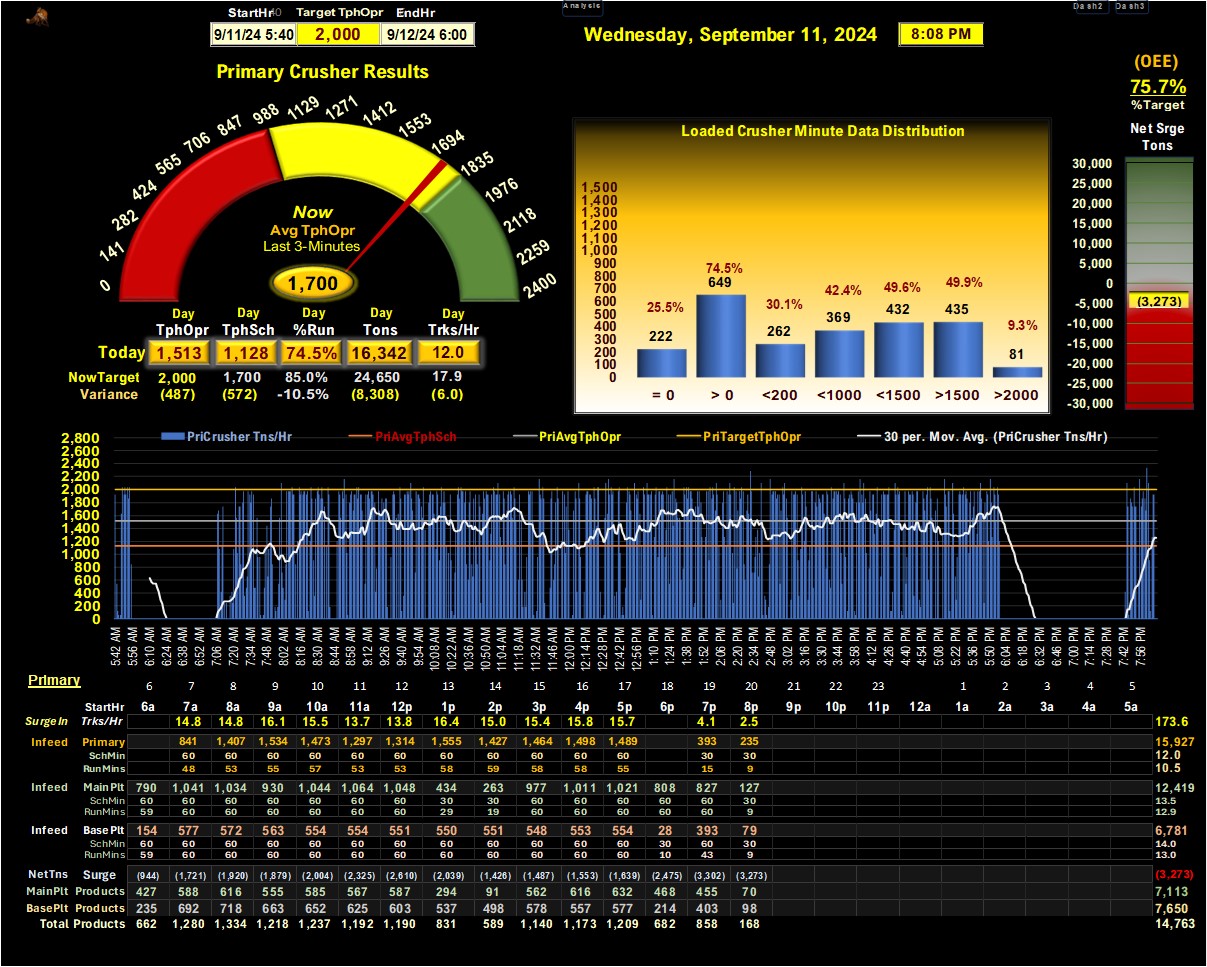 Analysis
Dash2 Dash3
StartHr Target TphOpr EndHr
9/11/24 5:40 2,000 9/12/24 6:00
Wednesday, September 11, 2024 8:08 PM
Primary Crusher Results
(OEE)
75.7%
%Target
Net Srge
Tons
0 141 282 424 565 706 847 988 1129 1271 1412 1553 1694 1835 1976 2118 2259 2400
Now
Avg TphOpr
Last 3-Minutes
1,700
Day Day Day Day Day
TphOpr TphSch %Run Tons Trks/Hr
Today 1,513 1,128 74.5% 16,342 12.0
NowTarget 2,000 1,700 85.0% 24,650 17.9
Variance (487) (572) -10.5% (8,308) (6.0)
Loaded Crusher Minute Data Distribution
1,500
1,400
1,300
1,200
1,100
1,000
900
800
700
600
500
400
300
200
100
0
25.5% 74.5% 30.1% 42.4% 49.6% 49.9% 9.3%
222 649 262 369 432 435 81
= 0 > 0 <200 <1000 <1500 >1500 >2000
30,000
25,000
20,000
15,000
10,000
5,000
0
-5,000
-10,000
-15,000
-20,000
-25,000
-30,000
(3,273)
PriCrusher Tns/Hr PriAvgTphSch PriAvgTphOpr PriTargetTphOpr 30 per. Mov. Avg. (PriCrusher Tns/Hr)
2,800
2,600
2,400
2,200
2,000
1,800
1,600
1,400
1,200
1,000
800
600
400
200
0
5:42 AM 5:56 AM 6:10 AM 6:24 AM 6:38 AM 6:52 AM 7:06 AM 7:20 AM 7:34 AM 7:48 AM 8:02 AM 8:16 AM 8:30 AM 8:44 AM 8:58 AM 9:12 AM 9:26 AM 9:40 AM 9:54 AM 10:08 AM 10:22 AM 10:36 AM 10:50 AM 11:04 AM 11:18 AM 11:32 AM 11:46 AM 12:00 PM 12:14 PM 12:28 PM 12:42 PM 12:56 PM 1:10 PM 1:24 PM 1:38 PM 1:52 PM 2:06 PM 2:20 PM 2:34 PM 2:48 PM 3:02 PM 3:16 PM 3:30 PM 3:44 PM 3:58 PM 4:12 PM 4:26 PM 4:40 PM 4:54 PM 5:08 PM 5:22 PM 5:36 PM 5:50 PM 6:04 PM 6:18 PM 6:32 PM 6:46 PM 7:00 PM 7:14 PM 7:28 PM 7:42 PM 7:56 PM
Primary
6 7 8 9 10 11 12 13 14 15 16 17 18 19 20 21 22 23 1 2 3 4 5
StartHr 6a 7a 8a 9a 10a 11a 12p 1p 2p 3p 4p 5p 6p 7p 8p 9p 10p 11p 12a 1a 2a 3a 4a 5a
SurgeIn Trks/Hr 14.8 14.8 16.1 15.5 13.7 13.8 16.4 15.0 15.4 15.8 15.7 4.1 2.5 173.6
Infeed Primary 841 1,407 1,534 1,473 1,297 1,314 1,555 1,427 1,464 1,498 1,489 393 235 15,927
SchMin 60 60 60 60 60 60 60 60 60 60 60 30 30 12.0
RunMins 48 53 55 57 53 53 58 59 58 58 55 15 9 10.5
Infeed MainPlt 790 1,041 1,034 930 1,044 1,064 1,048 434 263 977 1,011 1,021 808 827 127 12,419
SchMin 60 60 60 60 60 60 60 30 30 60 60 60 60 60 30 13.5
RunMins 59 60 60 60 60 60 60 29 19 60 60 60 60 60 9 12.9
Infeed Base Plt 154 577 572 563 554 554 551 550 551 548 553 554 28 393 79 6,781
SchMin 60 60 60 60 60 60 60 60 60 60 60 60 30 60 30 14.0
RunMins 59 60 60 60 60 60 60 60 60 60 60 60 10 43 9 13.0
NetTns Surge (944) (1,721) (1,920) (1,879) (2,004) (2,325) (2,610) (2,039) (1,426) (1,487) (1,553) (1,639) (2,475) (3,302) (3,273) (3,273)
MainPlt Products 427 588 616 555 585 567 587 294 91 562 616 632 468 455 70 7,113
BasePlt Products 235 692 718 663 652 625 603 537 498 578 557 577 214 403 98 7,650
Total Products 662 1,280 1,334 1,218 1,237 1,192 1,190 831 589 1,140 1,173 1,209 682 858 168 14,763